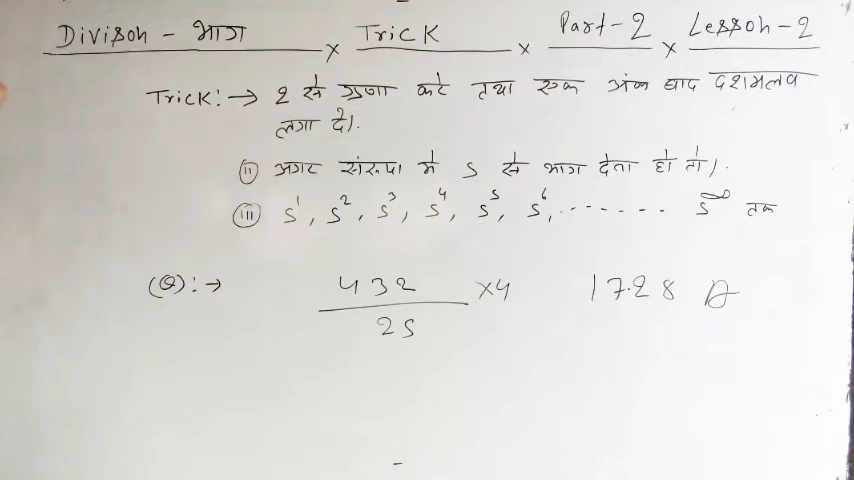 Division - भाग × Trick × Part-2 × Lesson-2
Trick:→ 2 से गुणा करे तथा एक अंक बाद दशमलव
लगा दे।
(ii) अगर संख्या मे 5 से भाग देना हो तो।
(iii) 5¹, 5², 5³, 5⁴, 5⁵, 5⁶,....... 5^∞ तक
(Q):→ 432 ×4 17.28 A
25